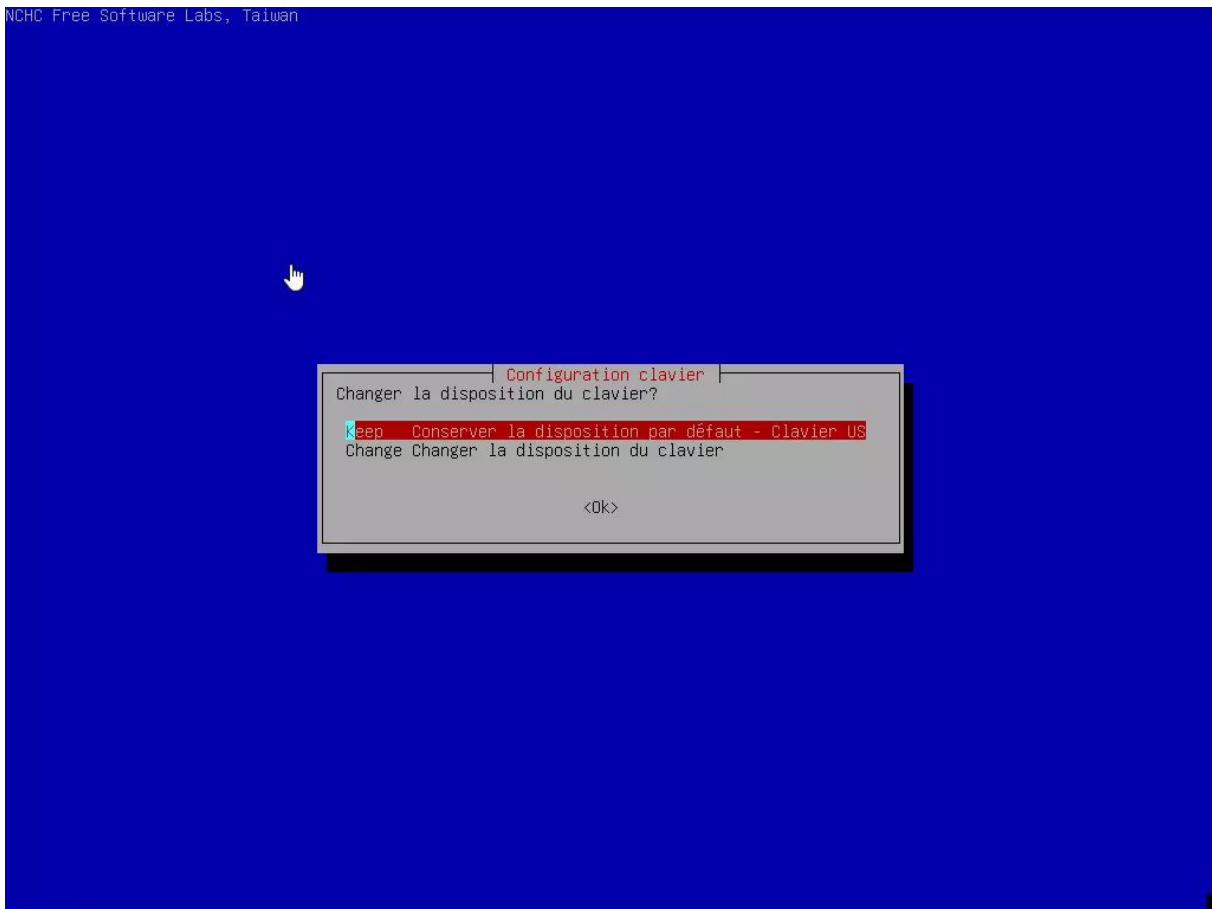 NCHC Free Software Labs, Taiwan
Configuration clavier
Changer la disposition du clavier?
Keep Conserver la disposition par défaut - Clavier US
Change Changer la disposition du clavier
<Ok>